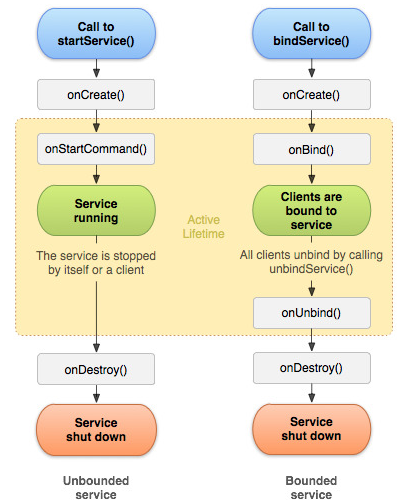 Call to
startService()
onCreate()
onStartCommand()
Service
running
The service is stopped
by itself or a client
onDestroy()
Service
shut down
Unbounded
service
Active
Lifetime
Call to
bindService()
onCreate()
onBind()
Clients are
bound to
service
All clients unbind by calling
unbindService()
onUnbind()
onDestroy()
Service
shut down
Bounded
service